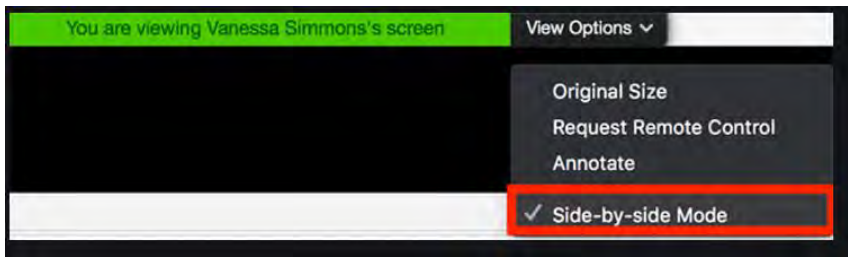 You are viewing Vanessa Simmons's screen View Options
Original Size
Request Remote Control
Annotate
✓ Side-by-side Mode